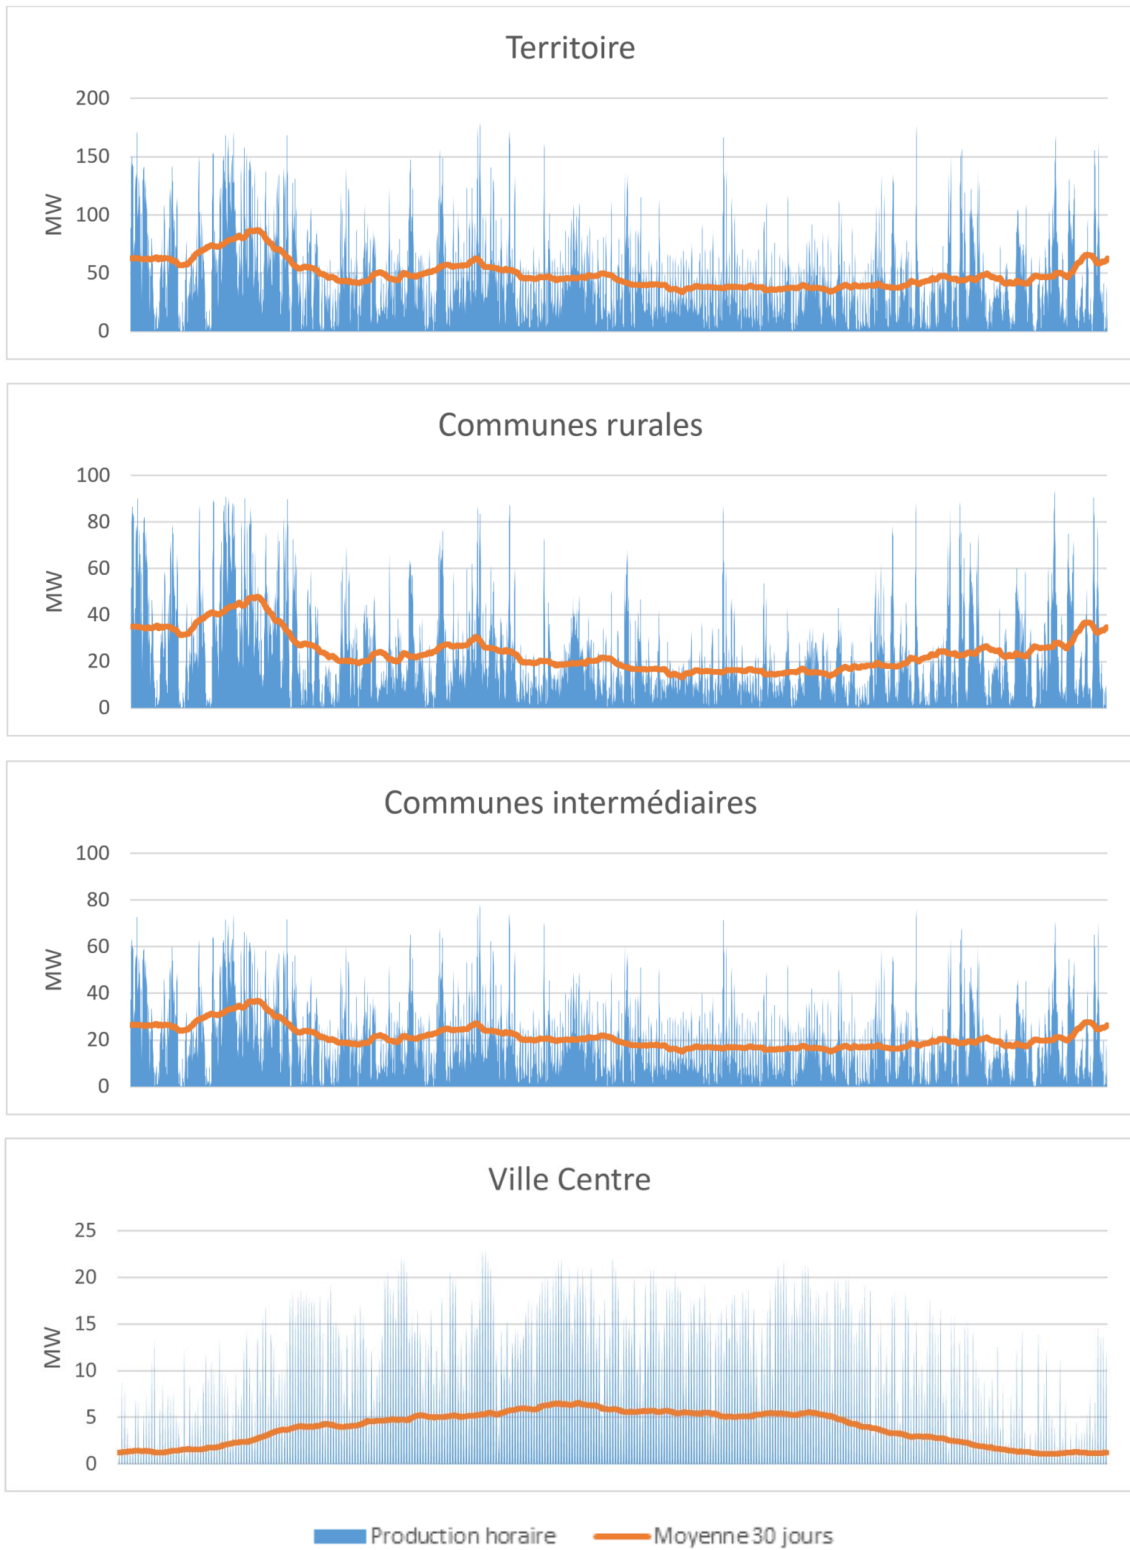 Territoire
200
150
100
50
0
MW
Communes rurales
100
80
60
40
20
0
MW
Communes intermédiaires
100
80
60
40
20
0
MW
Ville Centre
25
20
15
10
5
0
MW
Production horaire Moyenne 30 jours